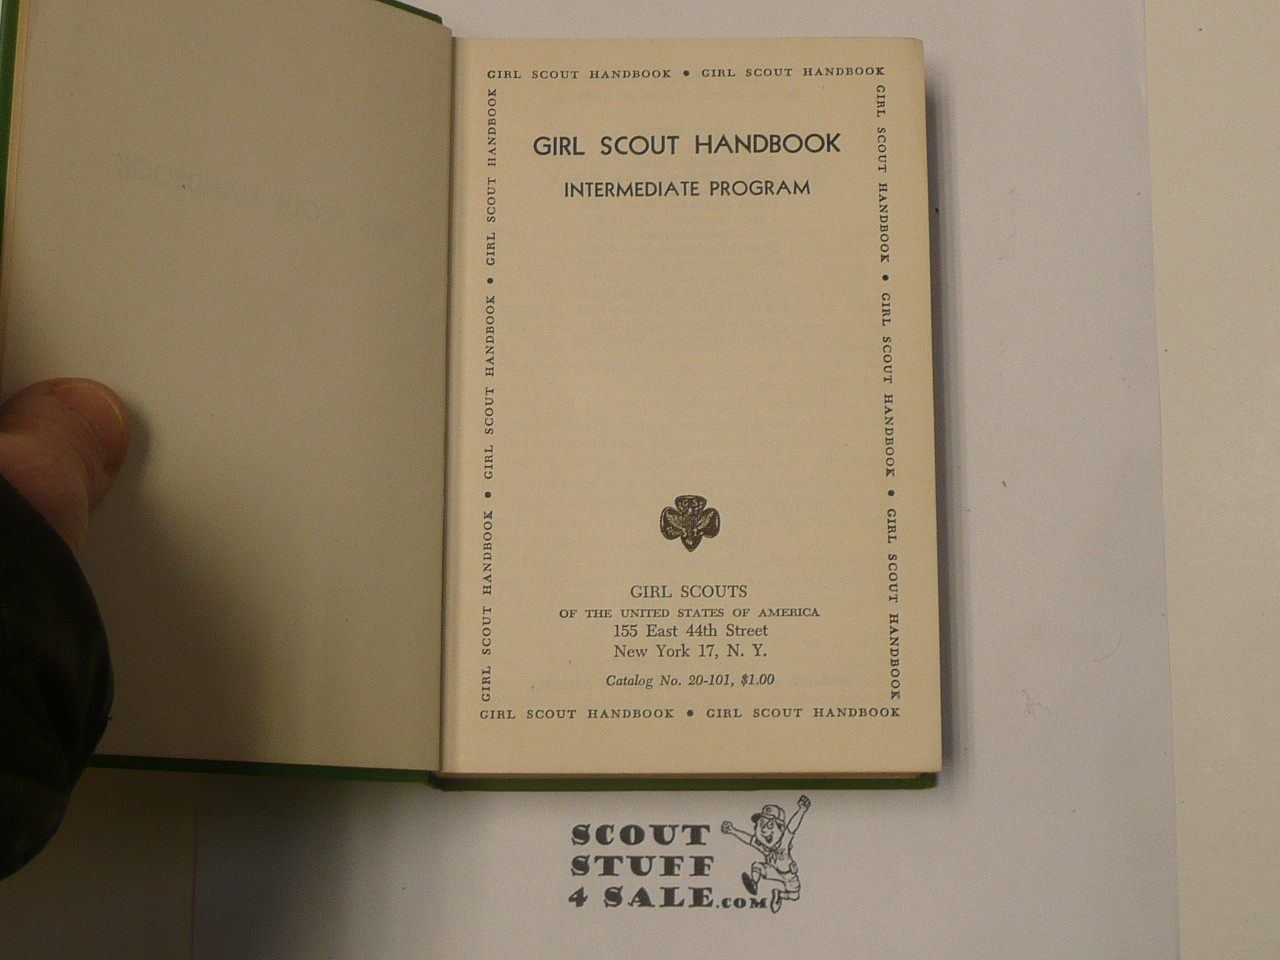 GIRL SCOUT HANDBOOK • GIRL SCOUT HANDBOOK
GIRL SCOUT HANDBOOK • GIRL SCOUT HANDBOOK • GIRL SCOUT HANDBOOK
GIRL SCOUT HANDBOOK • GIRL SCOUT HANDBOOK • GIRL SCOUT HANDBOOK
GIRL SCOUT HANDBOOK
INTERMEDIATE PROGRAM
GS
GIRL SCOUTS
OF THE UNITED STATES OF AMERICA
155 East 44th Street
New York 17, N. Y.
Catalog No. 20-101, $1.00
GIRL SCOUT HANDBOOK • GIRL SCOUT HANDBOOK
SCOUT
STUFF
4 SALE.COM